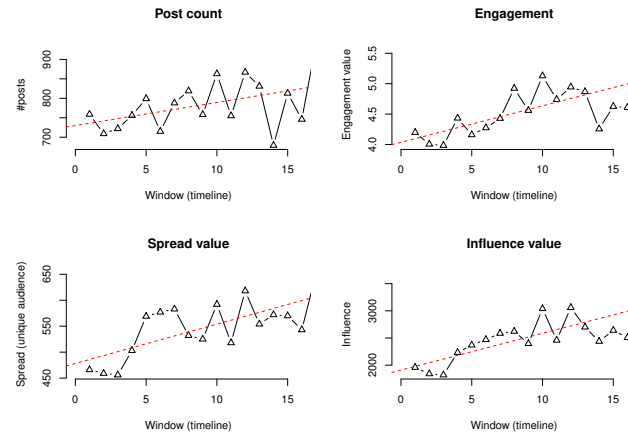 Post count
#posts
700 800 900
0 5 10 15
Window (timeline)
Engagement
Engagement value
4.0 4.5 5.0 5.5
0 5 10 15
Window (timeline)
Spread value
Spread (unique audience)
450 550 650
0 5 10 15
Window (timeline)
Influence value
Influence
2000 3000
0 5 10 15
Window (timeline)